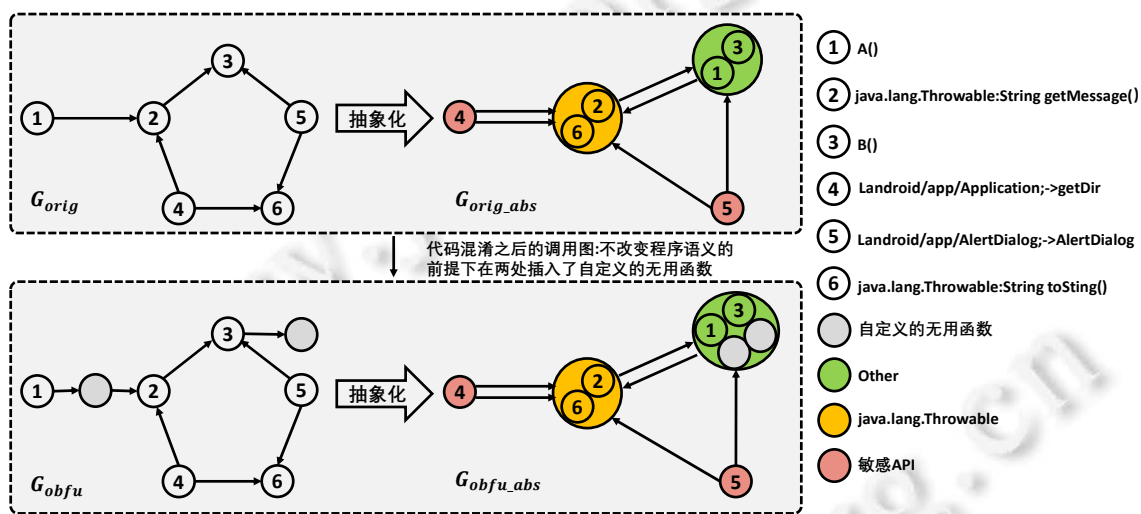 3
1
2
5
4
6
G_orig
抽象化
4
2
6
3
1
5
G_orig_abs
代码混淆之后的调用图:不改变程序语义的
前提下在两处插入了自定义的无用函数
3
1
2
5
4
6
G_obfu
抽象化
4
2
6
3
1
5
G_obfu_abs
1 A()
2 java.lang.Throwable:String getMessage()
3 B()
4 Landroid/app/Application;->getDir
5 Landroid/app/AlertDialog;->AlertDialog
6 java.lang.Throwable:String toSting()
自定义的无用函数
Other
java.lang.Throwable
敏感API